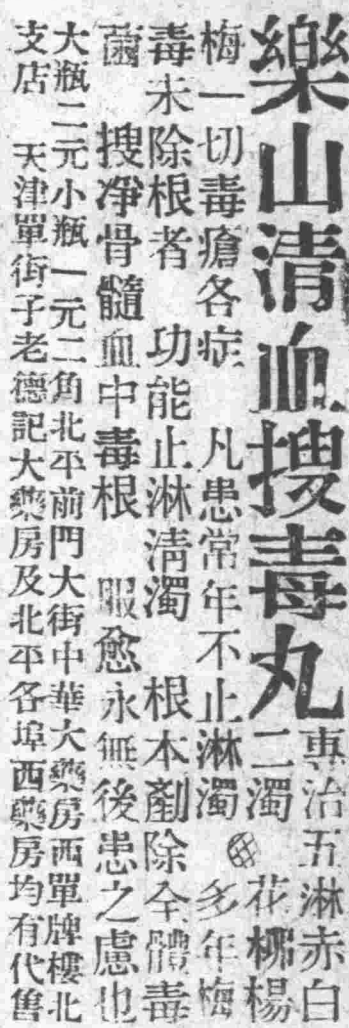 樂山清血搜毒丸
專治五淋赤白
二濁 花柳楊
梅一切毒瘡各症 凡患常年不止淋濁 多年梅
毒未除根者 功能止淋清濁 根本剷除全體毒
菌 搜淨骨髓血中毒根 服愈永無後患之慮也
大瓶二元小瓶一元二角北平前門大街中華大藥房西單牌樓北
支店 天津單街子老德記大藥房及北平各埠西藥房均有代售